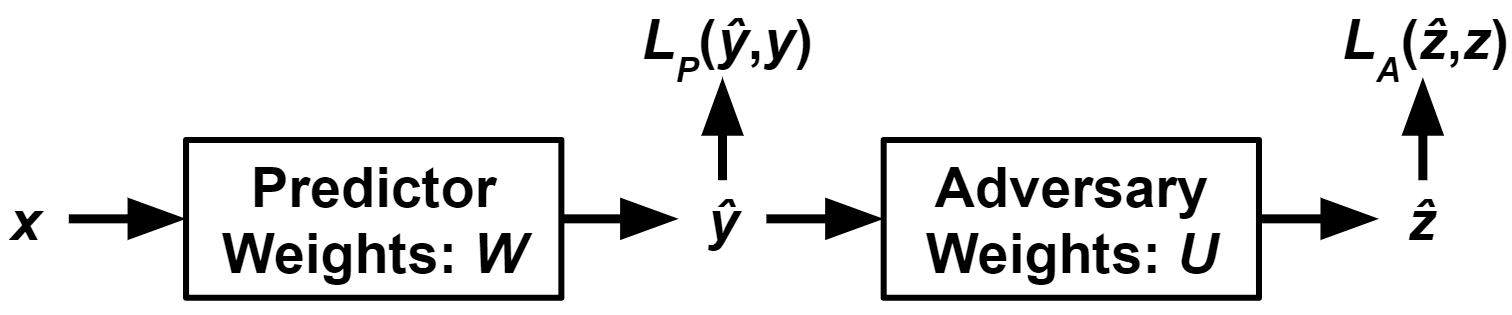 L_P(ŷ,y)
L_A(ẑ,z)
x
Predictor
Weights: W
ŷ
Adversary
Weights: U
ẑ